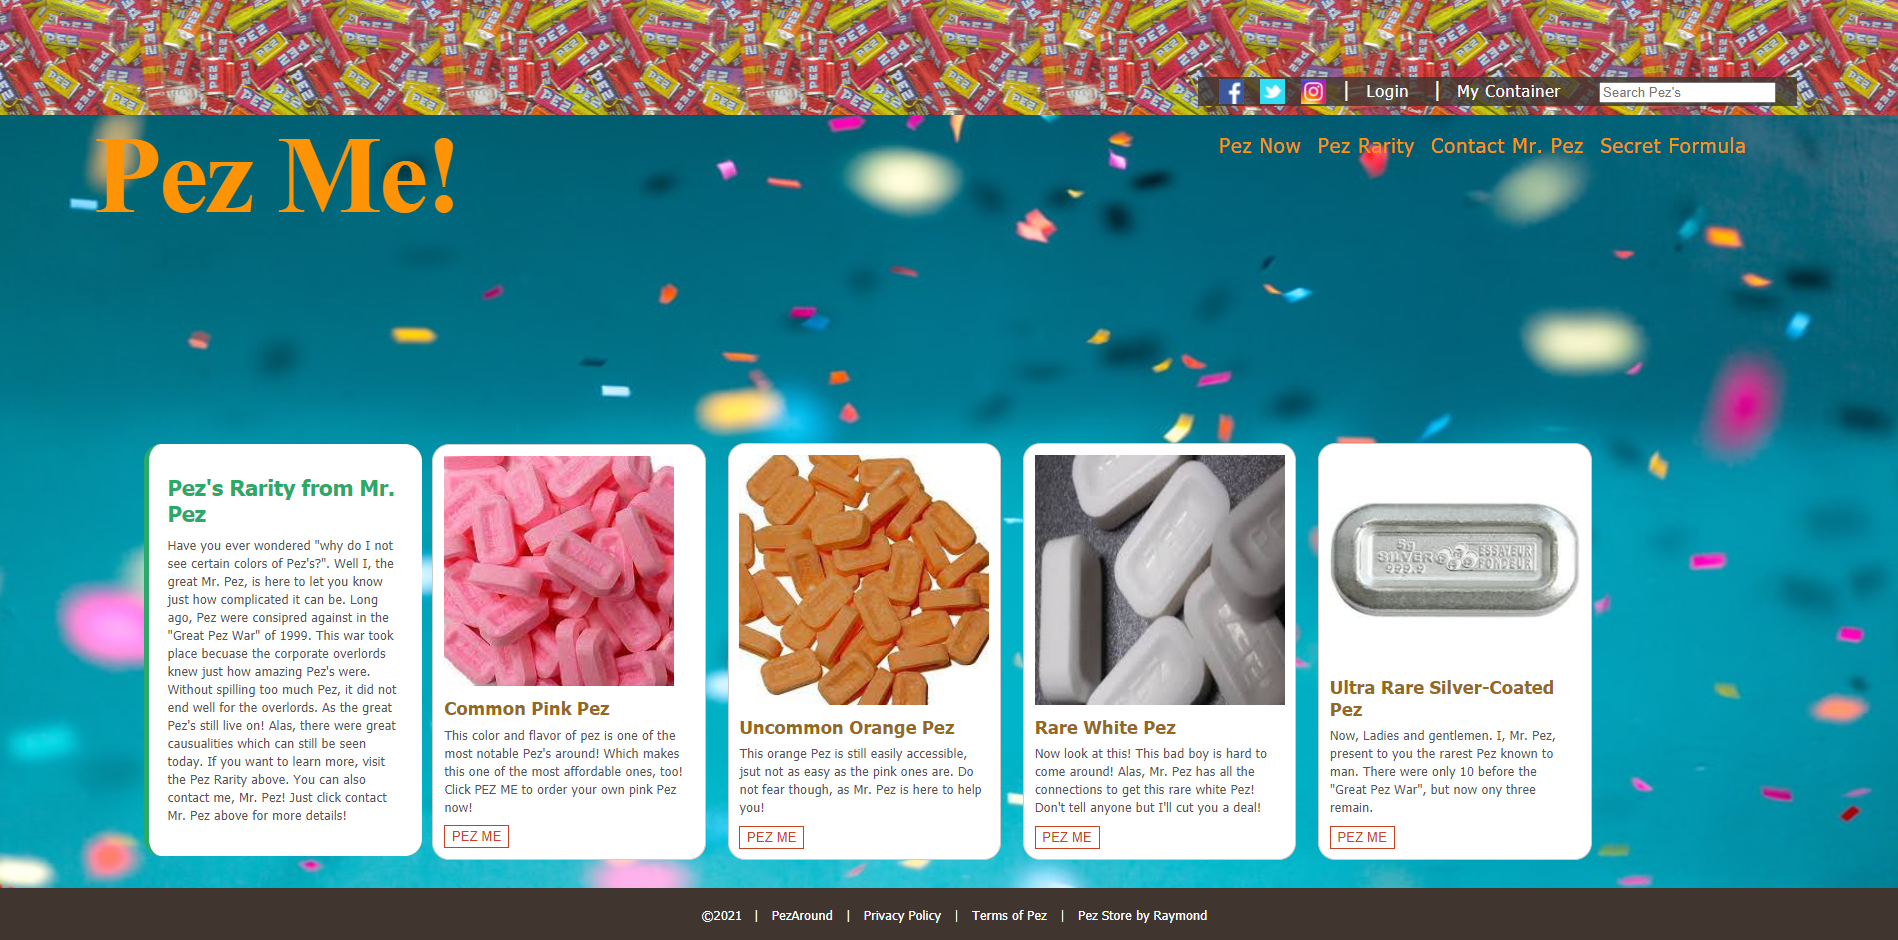 Login
My Container
Search Pez's
Pez Me!
Pez Now Pez Rarity Contact Mr. Pez Secret Formula
Pez's Rarity from Mr.
Pez
Have you ever wondered "why do I not
see certain colors of Pez's?". Well I, the
great Mr. Pez, is here to let you know
just how complicated it can be. Long
ago, Pez were consipred against in the
"Great Pez War" of 1999. This war took
place becuase the corporate overlords
knew just how amazing Pez's were.
Without spilling too much Pez, it did not
end well for the overlords. As the great
Pez's still live on! Alas, there were great
causualities which can still be seen
today. If you want to learn more, visit
the Pez Rarity above. You can also
contact me, Mr. Pez! Just click contact
Mr. Pez above for more details!
Common Pink Pez
This color and flavor of pez is one of the
most notable Pez's around! Which makes
this one of the most affordable ones, too!
Click PEZ ME to order your own pink Pez
now!
PEZ ME
Uncommon Orange Pez
This orange Pez is still easily accessible,
jsut not as easy as the pink ones are. Do
not fear though, as Mr. Pez is here to help
you!
PEZ ME
Rare White Pez
Now look at this! This bad boy is hard to
come around! Alas, Mr. Pez has all the
connections to get this rare white Pez!
Don't tell anyone but I'll cut you a deal!
PEZ ME
5g
SILVER
999.9
ESSAYEUR
FONDEUR
Ultra Rare Silver-Coated
Pez
Now, Ladies and gentlemen. I, Mr. Pez,
present to you the rarest Pez known to
man. There were only 10 before the
"Great Pez War", but now ony three
remain.
PEZ ME
©2021 | PezAround | Privacy Policy | Terms of Pez | Pez Store by Raymond